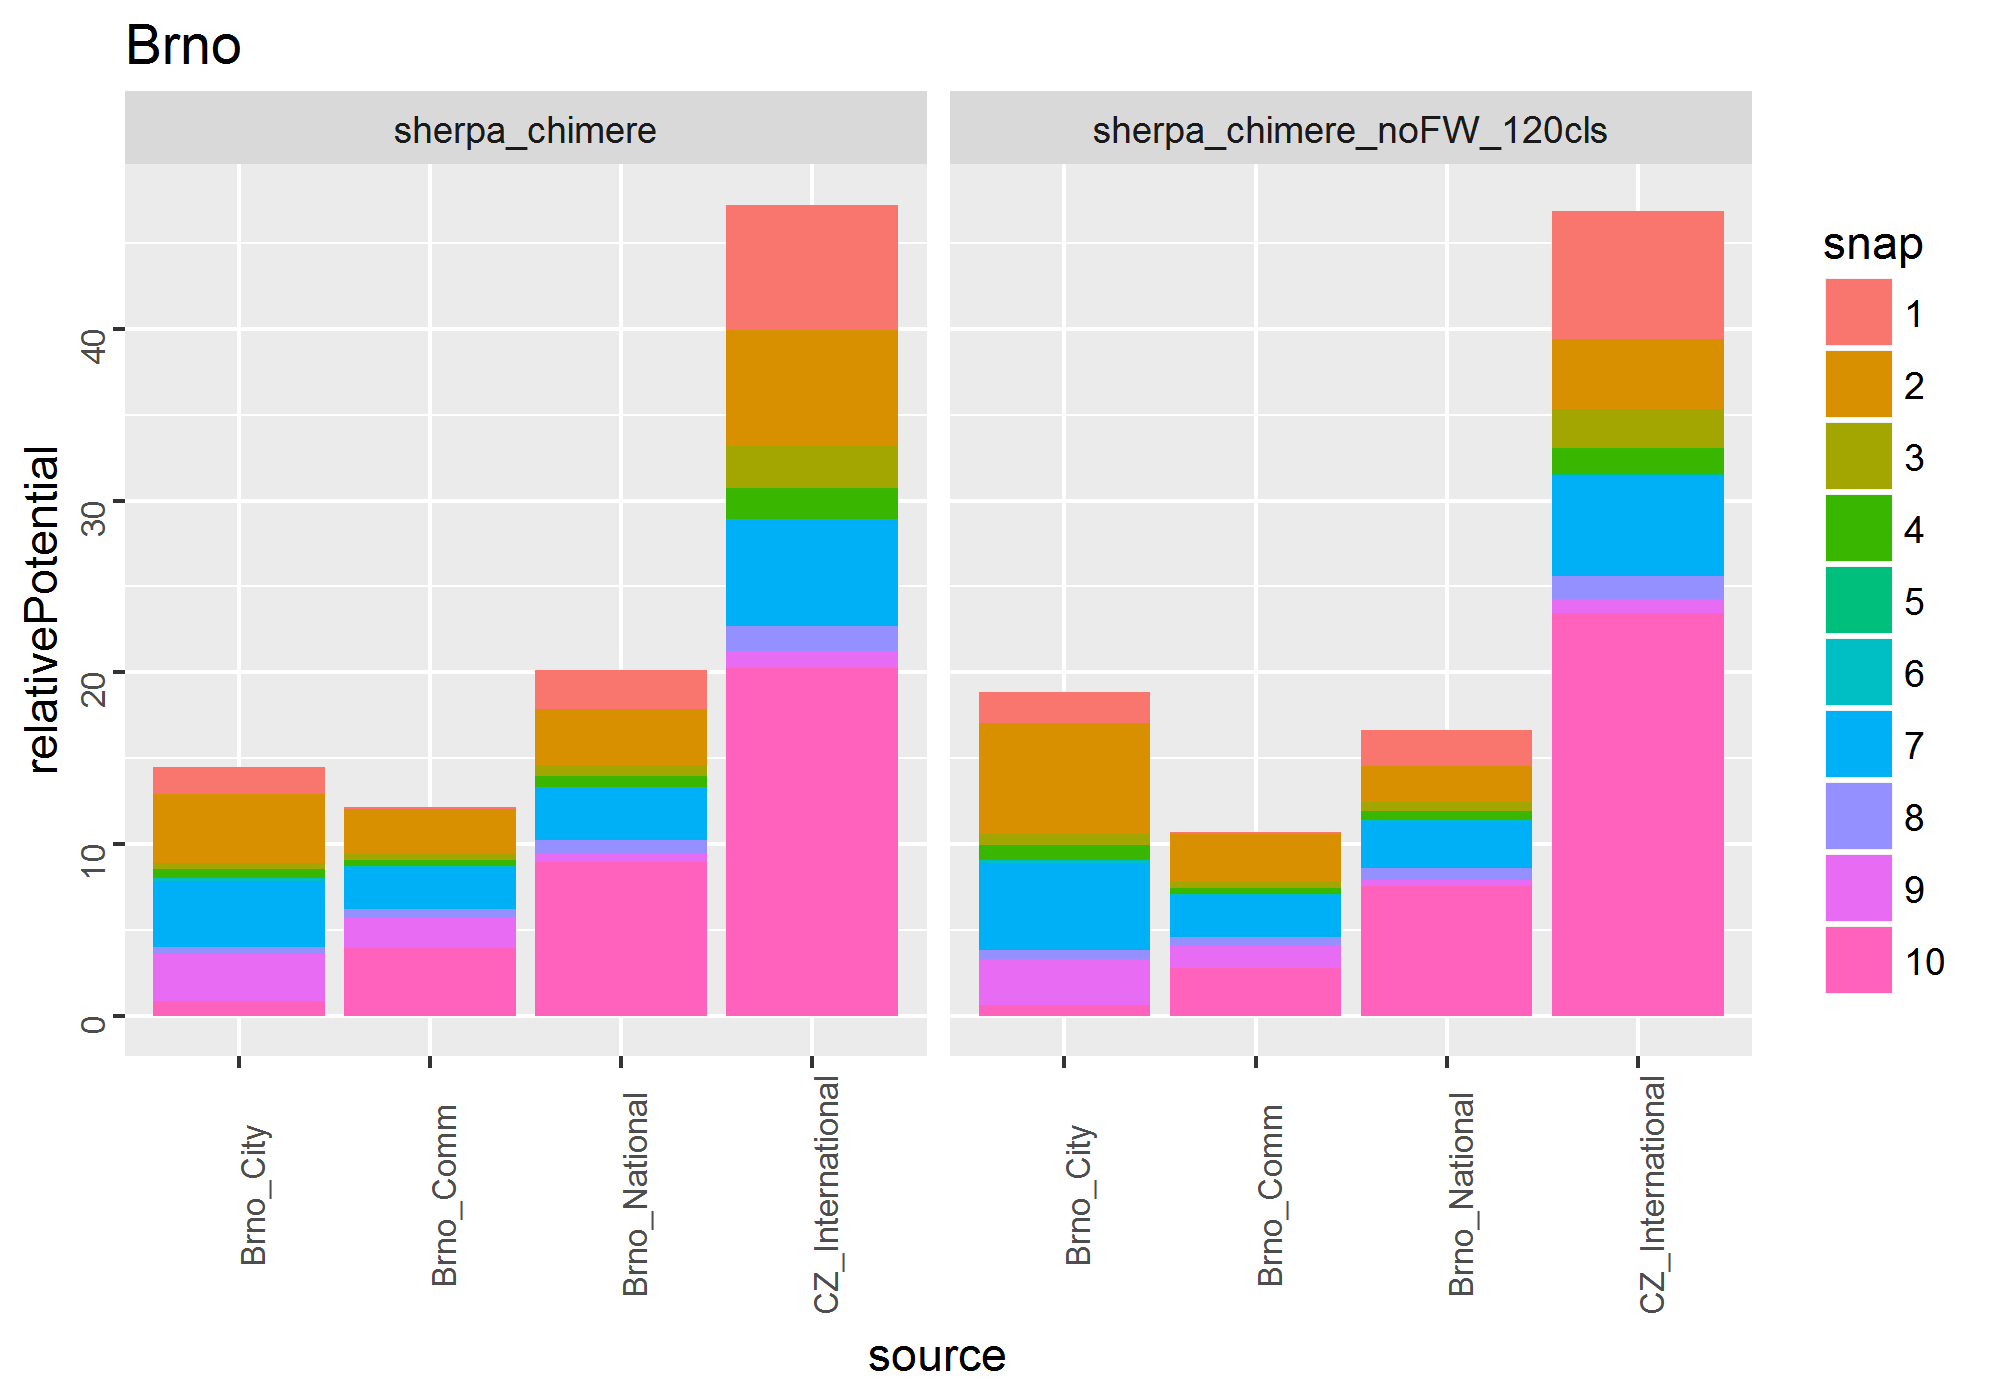 Brno
sherpa_chimere
sherpa_chimere_noFW_120cls
relativePotential
0
10
20
30
40
Brno_City
Brno_Comm
Brno_National
CZ_International
Brno_City
Brno_Comm
Brno_National
CZ_International
source
snap
1
2
3
4
5
6
7
8
9
10